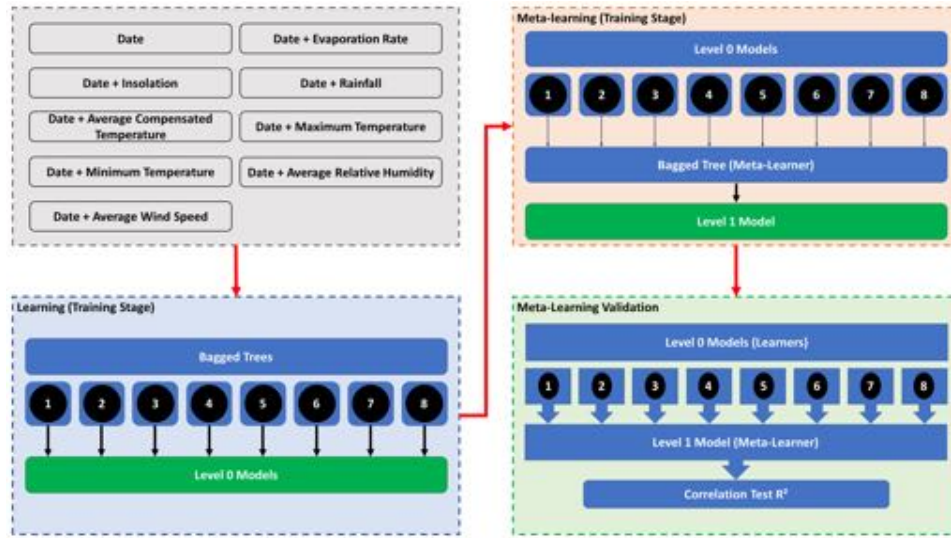 Date
Date + Evaporation Rate
Date + Insolation
Date + Rainfall
Date + Average Compensated
Temperature
Date + Maximum Temperature
Date + Minimum Temperature
Date + Average Relative Humidity
Date + Average Wind Speed
Learning (Training Stage)
Bagged Trees
1 2 3 4 5 6 7 8
Level 0 Models
Meta-learning (Training Stage)
Level 0 Models
1 2 3 4 5 6 7 8
Bagged Tree (Meta-Learner)
Level 1 Model
Meta-Learning Validation
Level 0 Models (Learners)
1 2 3 4 5 6 7 8
Level 1 Model (Meta-Learner)
Correlation Test R²